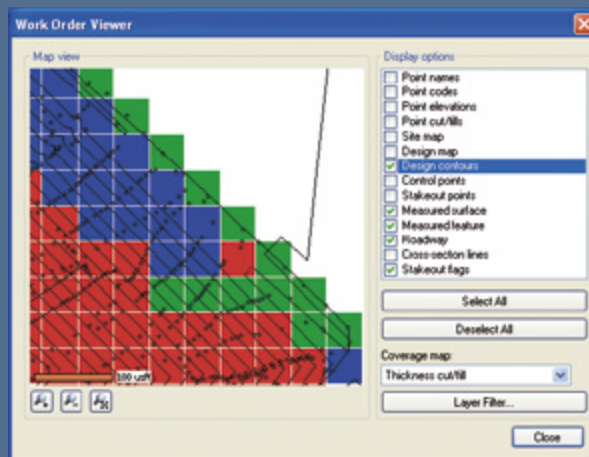 Work Order Viewer
Map view
100 usft
Display options
Point names
Point codes
Point elevations
Point cut/fills
Site map
Design map
Design contours
Control points
Stakeout points
Measured surface
Measured feature
Roadway
Cross-section lines
Stakeout flags
Select All
Deselect All
Coverage map:
Thickness cut/fill
Layer Filter...
Close